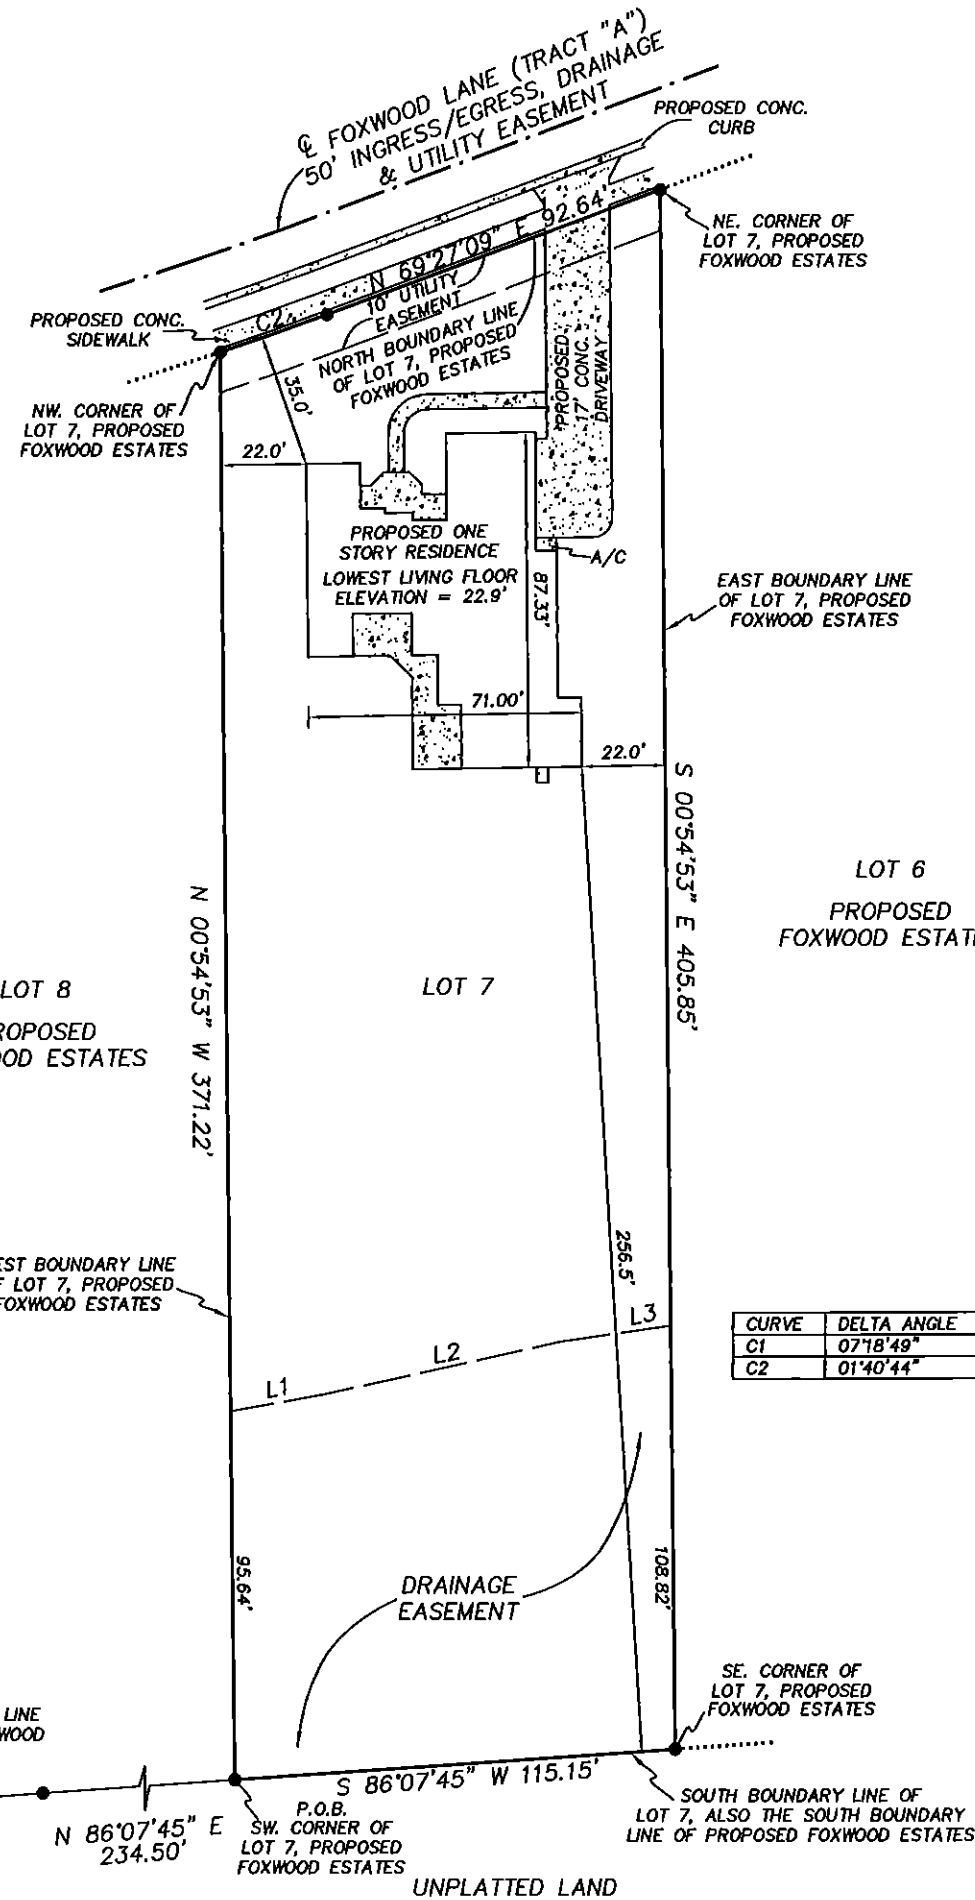 ℄ FOXWOOD LANE (TRACT "A")
50' INGRESS/EGRESS, DRAINAGE
& UTILITY EASEMENT
PROPOSED CONC.
CURB
N 69°27'09" E 92.64'
NE. CORNER OF
LOT 7, PROPOSED
FOXWOOD ESTATES
10' UTILITY
EASEMENT
C2
PROPOSED CONC.
SIDEWALK
NORTH BOUNDARY LINE
OF LOT 7, PROPOSED
FOXWOOD ESTATES
PROPOSED
17' CONC.
DRIVEWAY
35.0'
NW. CORNER OF
LOT 7, PROPOSED
FOXWOOD ESTATES
22.0'
PROPOSED ONE
STORY RESIDENCE
LOWEST LIVING FLOOR
ELEVATION = 22.9'
A/C
87.33'
EAST BOUNDARY LINE
OF LOT 7, PROPOSED
FOXWOOD ESTATES
71.00'
22.0'
S 00°54'53" E 405.85'
N 00°54'53" W 371.22'
LOT 6
PROPOSED
FOXWOOD ESTATE
LOT 7
LOT 8
ROPOSED
OOD ESTATES
256.5'
EST BOUNDARY LINE
F LOT 7, PROPOSED
FOXWOOD ESTATES
L1
L2
L3
CURVE DELTA ANGLE
C1 07°18'49"
C2 01°40'44"
95.64'
108.82'
DRAINAGE
EASEMENT
SE. CORNER OF
LOT 7, PROPOSED
FOXWOOD ESTATES
LINE
WOOD
S 86°07'45" W 115.15'
N 86°07'45" E
234.50'
P.O.B.
SW. CORNER OF
LOT 7, PROPOSED
FOXWOOD ESTATES
SOUTH BOUNDARY LINE OF
LOT 7, ALSO THE SOUTH BOUNDARY
LINE OF PROPOSED FOXWOOD ESTATES
UNPLATTED LAND